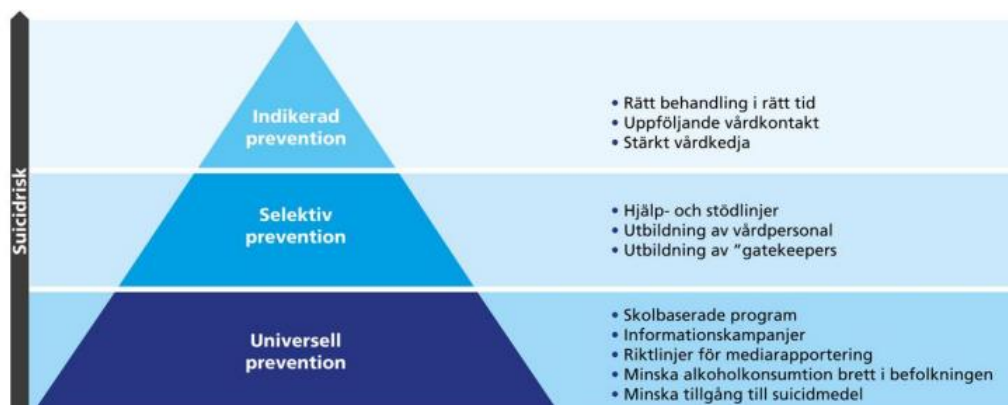 Suicidrisk
Indikerad
prevention
• Rätt behandling i rätt tid
• Uppföljande vårdkontakt
• Stärkt vårdkedja
Selektiv
prevention
• Hjälp- och stödlinjer
• Utbildning av vårdpersonal
• Utbildning av ”gatekeepers
Universell
prevention
• Skolbaserade program
• Informationskampanjer
• Riktlinjer för mediarapportering
• Minska alkoholkonsumtion brett i befolkningen
• Minska tillgång till suicidmedel